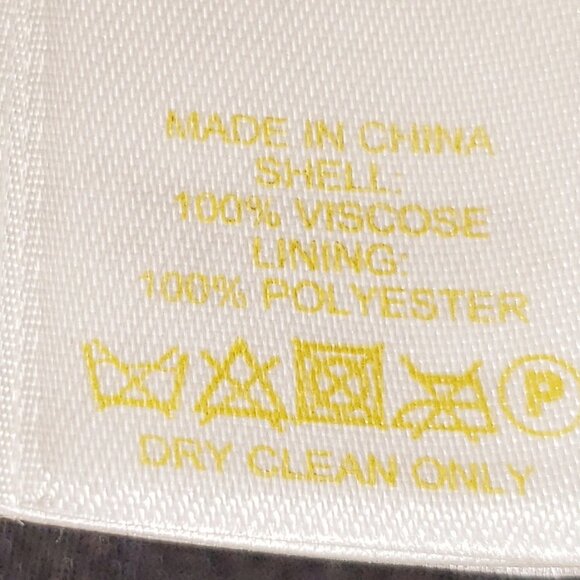 MADE IN CHINA
SHELL:
100% VISCOSE
LINING:
100% POLYESTER
P
DRY CLEAN ONLY